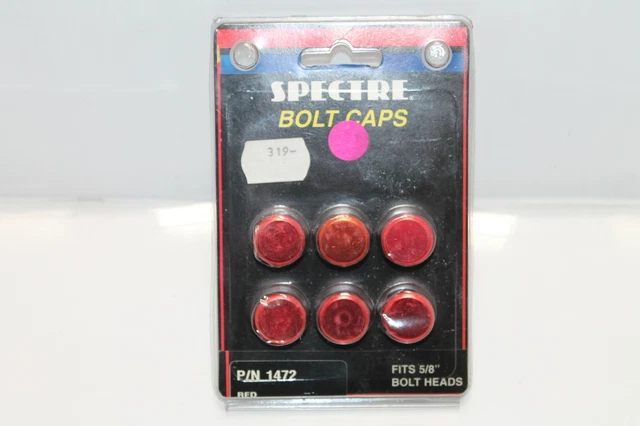 SPECTRE
BOLT CAPS
319-
P/N 1472
RED
FITS 5/8"
BOLT HEADS